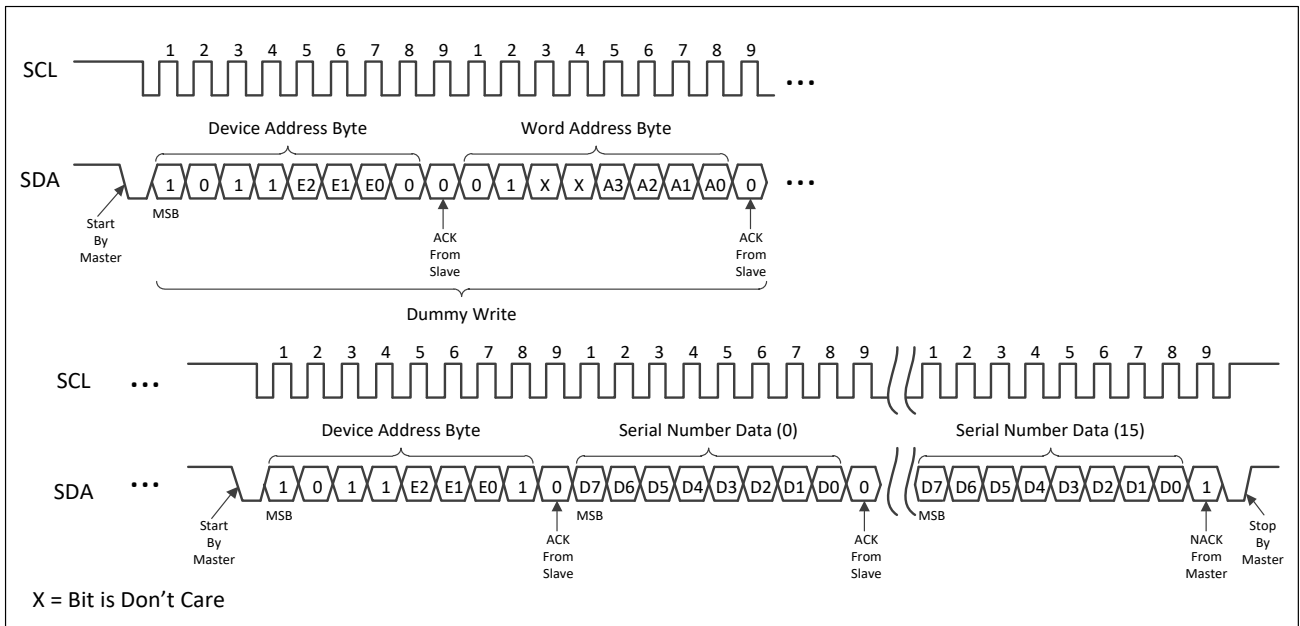 1 2 3 4 5 6 7 8 9 1 2 3 4 5 6 7 8 9
SCL ...
Device Address Byte Word Address Byte
SDA 1 0 1 1 E2 E1 E0 0 0 0 1 X X A3 A2 A1 A0 0 ...
MSB
Start
By
Master
ACK
From
Slave
ACK
From
Slave
Dummy Write
1 2 3 4 5 6 7 8 9 1 2 3 4 5 6 7 8 9 1 2 3 4 5 6 7 8 9
SCL ...
Device Address Byte Serial Number Data (0) Serial Number Data (15)
SDA ... 1 0 1 1 E2 E1 E0 1 0 D7 D6 D5 D4 D3 D2 D1 D0 0 D7 D6 D5 D4 D3 D2 D1 D0 1
MSB MSB MSB
Start
By
Master
ACK
From
Slave
ACK
From
Slave
NACK
From
Master
Stop
By
Master
X = Bit is Don't Care